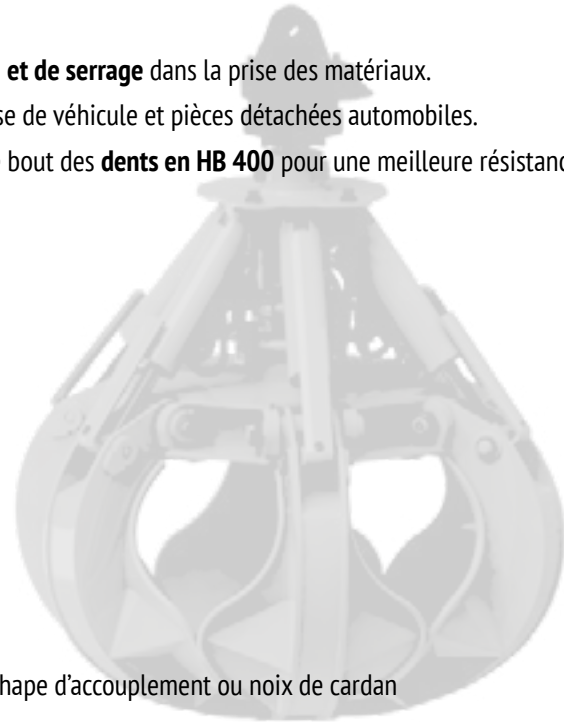 et de serrage dans la prise des matériaux.
se de véhicule et pièces détachées automobiles.
bout des dents en HB 400 pour une meilleure résistanc
hape d'accouplement ou noix de cardan